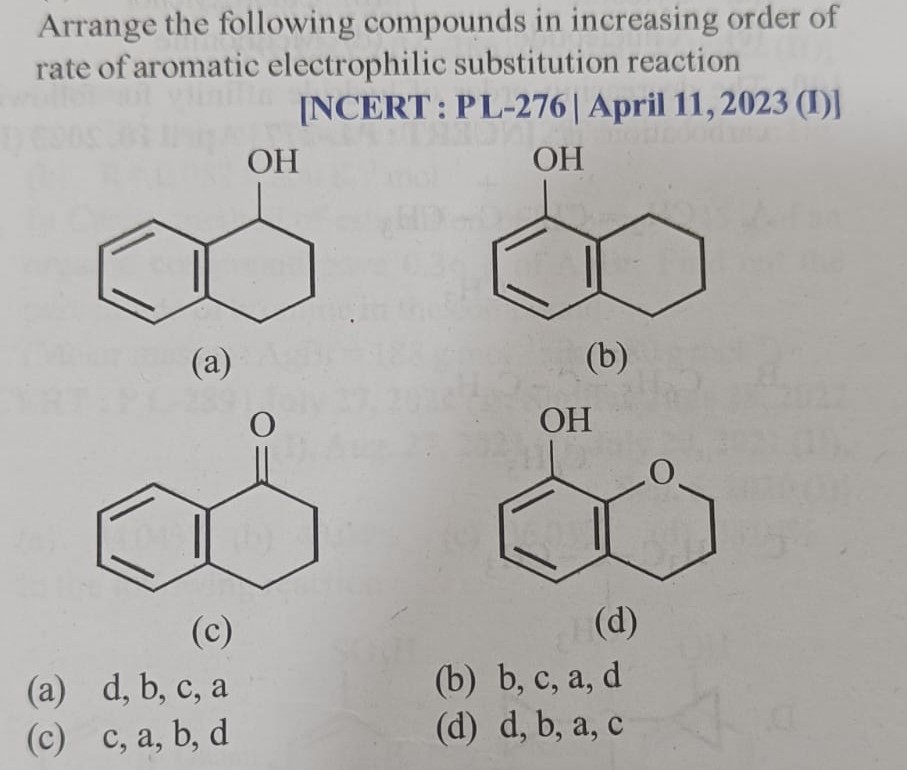 Arrange the following compounds in increasing order of
rate of aromatic electrophilic substitution reaction
[NCERT : PL-276 | April 11, 2023 (I)]
OH
OH
(a)
(b)
O
OH
O
(c)
(d)
(a) d, b, c, a
(b) b, c, a, d
(c) c, a, b, d
(d) d, b, a, c